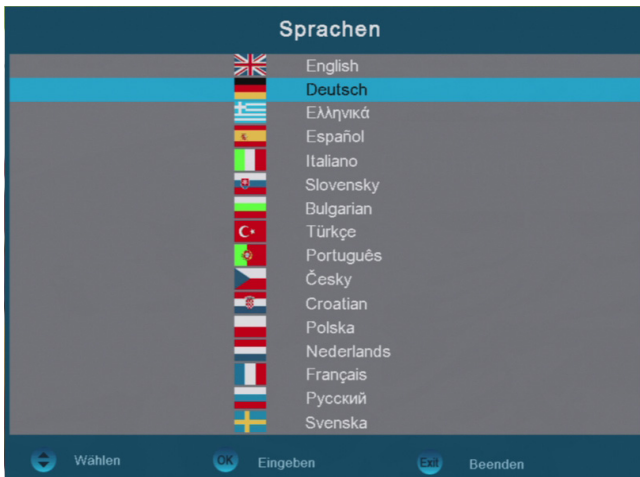 Sprachen
English
Deutsch
Ελληνικά
Español
Italiano
Slovensky
Bulgarian
Türkçe
Português
Česky
Croatian
Polska
Nederlands
Français
Русский
Svenska
Wählen OK Eingeben Exit Beenden